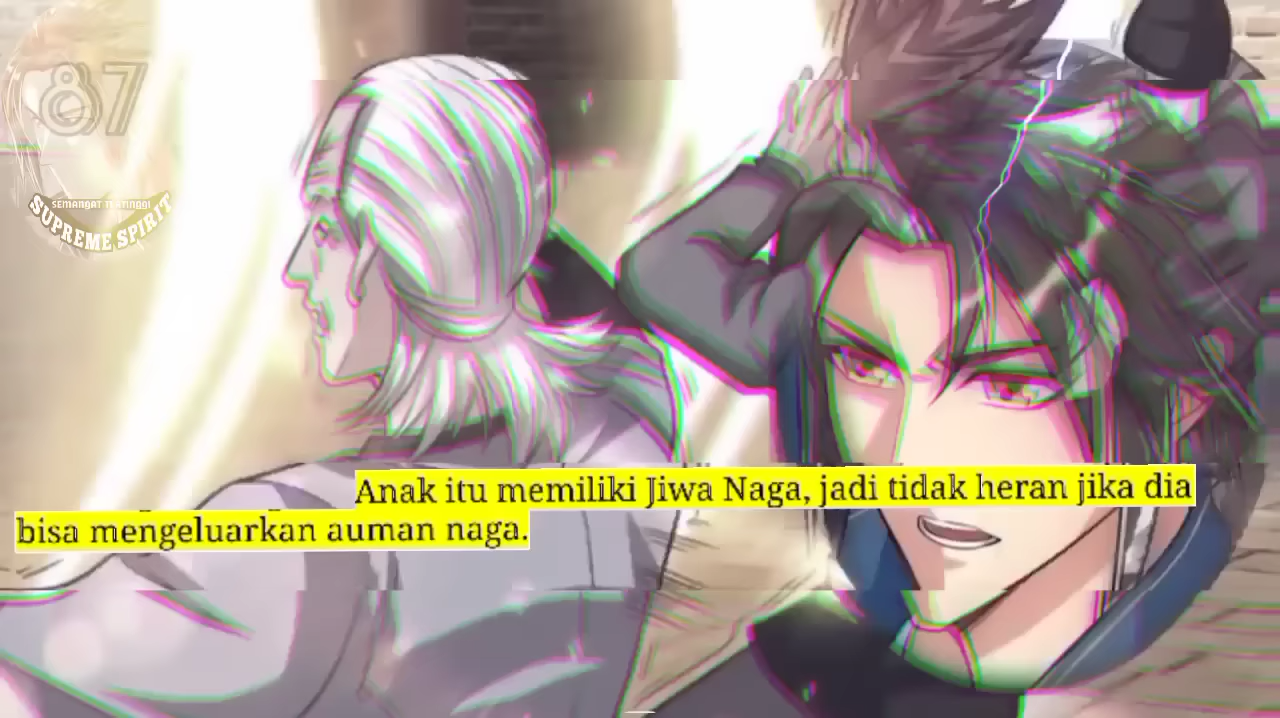 87
SEMANGAT TERTINGGI
SUPREME SPIRIT
Anak itu memiliki Jiwa Naga, jadi tidak heran jika dia
bisa mengeluarkan auman naga.